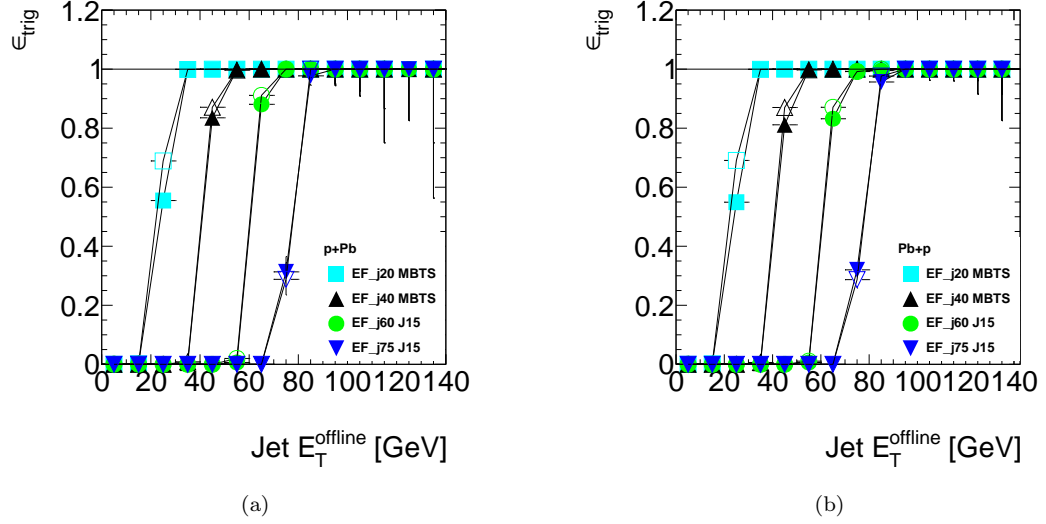 ϵtrig
1.2
1
0.8
0.6
0.4
0.2
0
p+Pb
EF_j20 MBTS
EF_j40 MBTS
EF_j60 J15
EF_j75 J15
0 20 40 60 80 100 120 140
Jet E_T^offline [GeV]
(a)
ϵtrig
1.2
1
0.8
0.6
0.4
0.2
0
Pb+p
EF_j20 MBTS
EF_j40 MBTS
EF_j60 J15
EF_j75 J15
0 20 40 60 80 100 120 140
Jet E_T^offline [GeV]
(b)